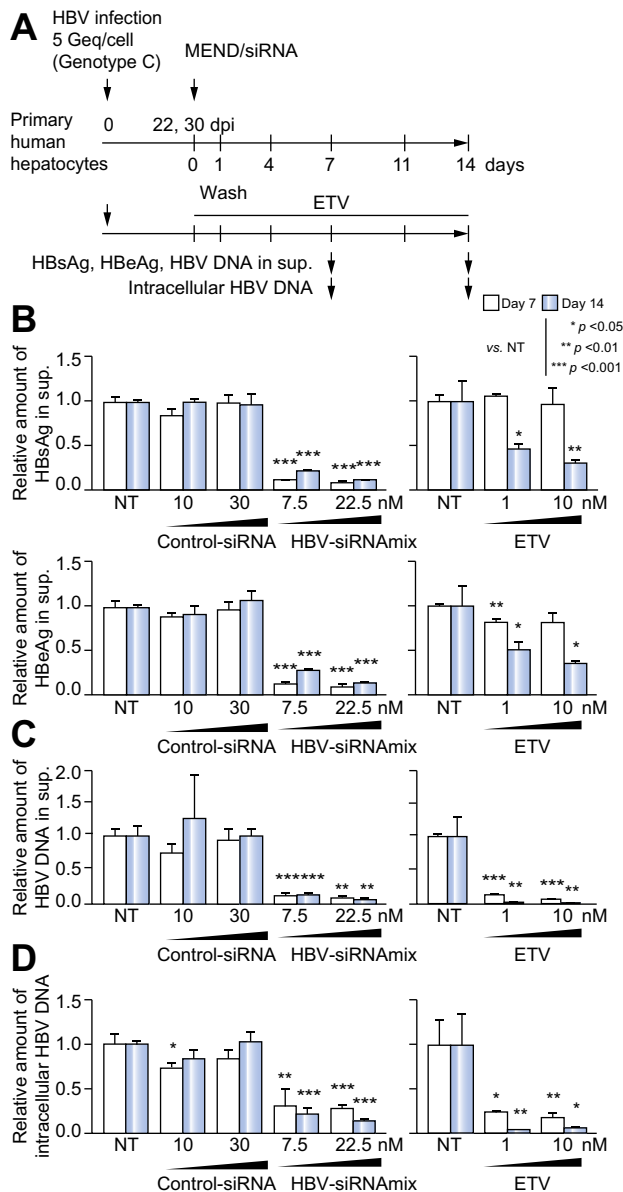 A
HBV infection
5 Geq/cell
(Genotype C)
MEND/siRNA
Primary
human
hepatocytes
0 22, 30 dpi
0 1 4 7 11 14 days
Wash
ETV
HBsAg, HBeAg, HBV DNA in sup.
Intracellular HBV DNA
Day 7 Day 14
vs. NT
* p <0.05
** p <0.01
*** p <0.001
B
Relative amount of
HBsAg in sup.
1.5
1.0
0.5
0.0
*** *** *** ***
* **
NT 10 30 7.5 22.5 nM
Control-siRNA HBV-siRNAmix
NT 1 10 nM
ETV
Relative amount of
HBeAg in sup.
1.5
1.0
0.5
0.0
*** *** *** ***
** * *
NT 10 30 7.5 22.5 nM
Control-siRNA HBV-siRNAmix
NT 1 10 nM
ETV
C
Relative amount of
HBV DNA in sup.
2.0
1.5
1.0
0.5
0.0
*** *** ** **
*** ** *** **
NT 10 30 7.5 22.5 nM
Control-siRNA HBV-siRNAmix
NT 1 10 nM
ETV
D
Relative amount of
intracellular HBV DNA
1.5
1.0
0.5
0.0
* ** *** *** ***
* ** ** *
NT 10 30 7.5 22.5 nM
Control-siRNA HBV-siRNAmix
NT 1 10 nM
ETV